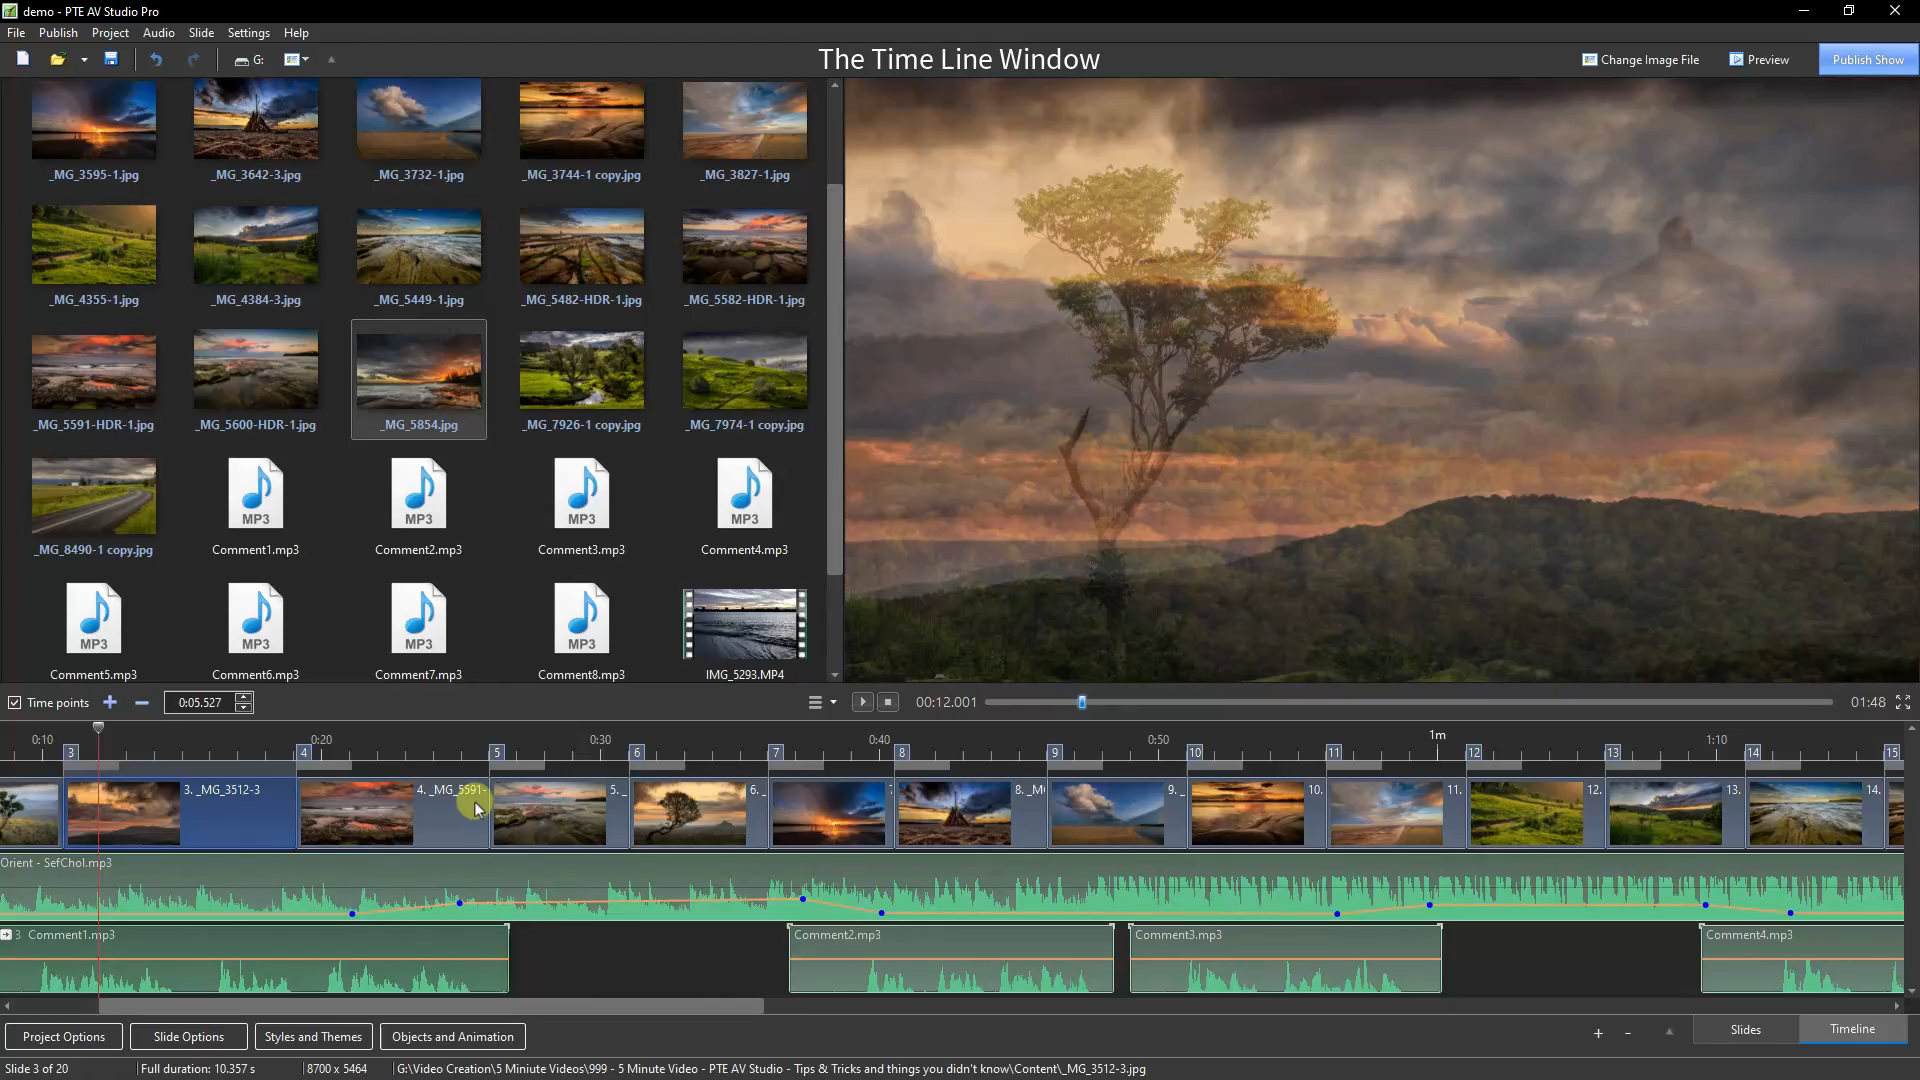 demo - PTE AV Studio Pro
File Publish Project Audio Slide Settings Help
G: The Time Line Window Change Image File Preview Publish Show
_MG_3595-1.jpg _MG_3642-3.jpg _MG_3732-1.jpg _MG_3744-1 copy.jpg _MG_3827-1.jpg
_MG_4355-1.jpg _MG_4384-3.jpg _MG_5449-1.jpg _MG_5482-HDR-1.jpg _MG_5582-HDR-1.jpg
_MG_5591-HDR-1.jpg _MG_5600-HDR-1.jpg _MG_5854.jpg _MG_7926-1 copy.jpg _MG_7974-1 copy.jpg
MP3 MP3 MP3 MP3
_MG_8490-1 copy.jpg Comment1.mp3 Comment2.mp3 Comment3.mp3 Comment4.mp3
MP3 MP3 MP3 MP3
Comment5.mp3 Comment6.mp3 Comment7.mp3 Comment8.mp3 IMG_5293.MP4
Time points 0:05.527 00:12.001 01:48
0:10 0:20 0:30 0:40 0:50 1m 1:10
3 4 5 6 7 8 9 10 11 12 13 14 15
3. _MG_3512-3 4. _MG_5591- 5. _ 6. _ 8. _M 9. _ 10. 11. 12. 13. 14.
Orient - SefChol.mp3
3 Comment1.mp3 Comment2.mp3 Comment3.mp3 Comment4.mp3
Project Options Slide Options Styles and Themes Objects and Animation + - Slides Timeline
Slide 3 of 20 Full duration: 10.357 s 8700 x 5464 G:\Video Creation\5 Miniute Videos\999 - 5 Minute Video - PTE AV Studio - Tips & Tricks and things you didn't know\Content\_MG_3512-3.jpg